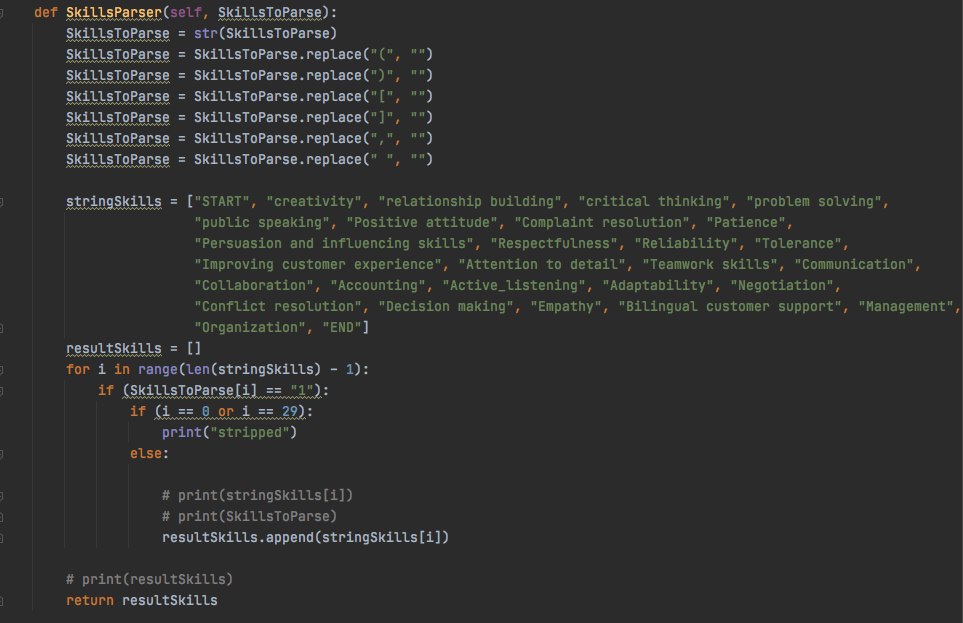 def SkillsParser(self, SkillsToParse):
    SkillsToParse = str(SkillsToParse)
    SkillsToParse = SkillsToParse.replace("(", "")
    SkillsToParse = SkillsToParse.replace(")", "")
    SkillsToParse = SkillsToParse.replace("[", "")
    SkillsToParse = SkillsToParse.replace("]", "")
    SkillsToParse = SkillsToParse.replace(",", "")
    SkillsToParse = SkillsToParse.replace(" ", "")
    stringSkills = ["START", "creativity", "relationship building", "critical thinking", "problem solving",
                    "public speaking", "Positive attitude", "Complaint resolution", "Patience",
                    "Persuasion and influencing skills", "Respectfulness", "Reliability", "Tolerance",
                    "Improving customer experience", "Attention to detail", "Teamwork skills", "Communication",
                    "Collaboration", "Accounting", "Active_listening", "Adaptability", "Negotiation",
                    "Conflict resolution", "Decision making", "Empathy", "Bilingual customer support", "Management",
                    "Organization", "END"]
    resultSkills = []
    for i in range(len(stringSkills) - 1):
        if (SkillsToParse[i] == "1"):
            if (i == 0 or i == 29):
                print("stripped")
            else:
                # print(stringSkills[i])
                # print(SkillsToParse)
                resultSkills.append(stringSkills[i])
    # print(resultSkills)
    return resultSkills